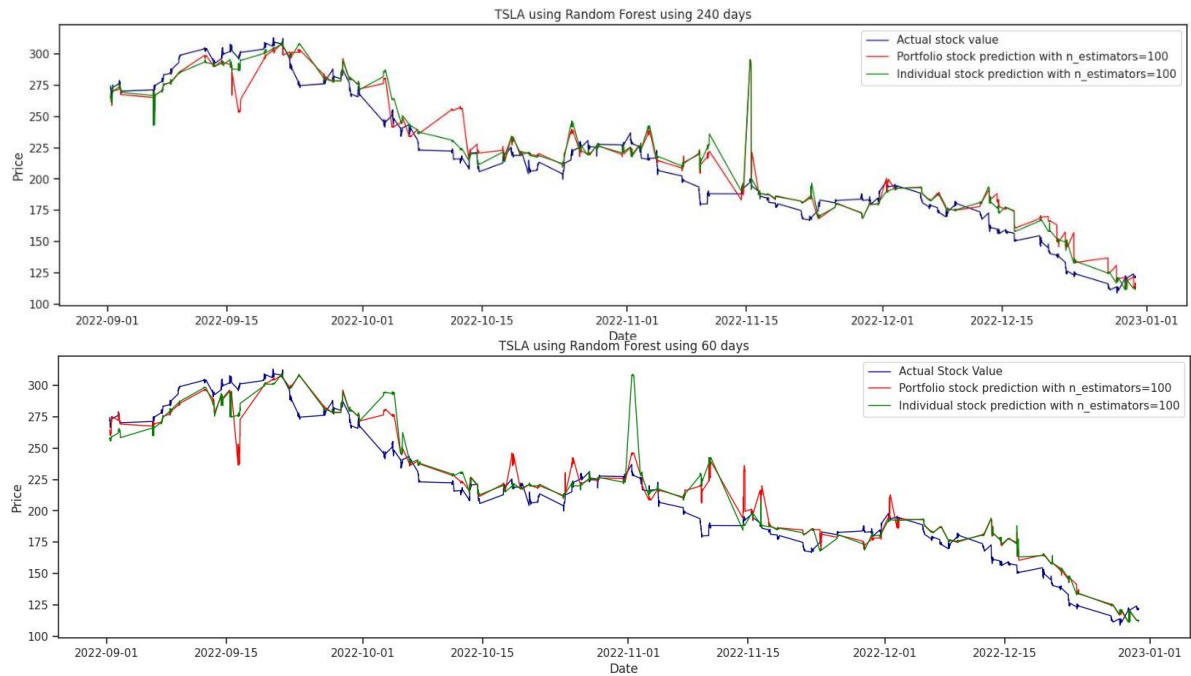 TSLA using Random Forest using 240 days
Actual stock value
Portfolio stock prediction with n_estimators=100
Individual stock prediction with n_estimators=100
Price
300
275
250
225
200
175
150
125
100
2022-09-01 2022-09-15 2022-10-01 2022-10-15 2022-11-01 2022-11-15 2022-12-01 2022-12-15 2023-01-01
Date
TSLA using Random Forest using 60 days
Actual Stock Value
Portfolio stock prediction with n_estimators=100
Individual stock prediction with n_estimators=100
Price
300
275
250
225
200
175
150
125
100
2022-09-01 2022-09-15 2022-10-01 2022-10-15 2022-11-01 2022-11-15 2022-12-01 2022-12-15 2023-01-01
Date